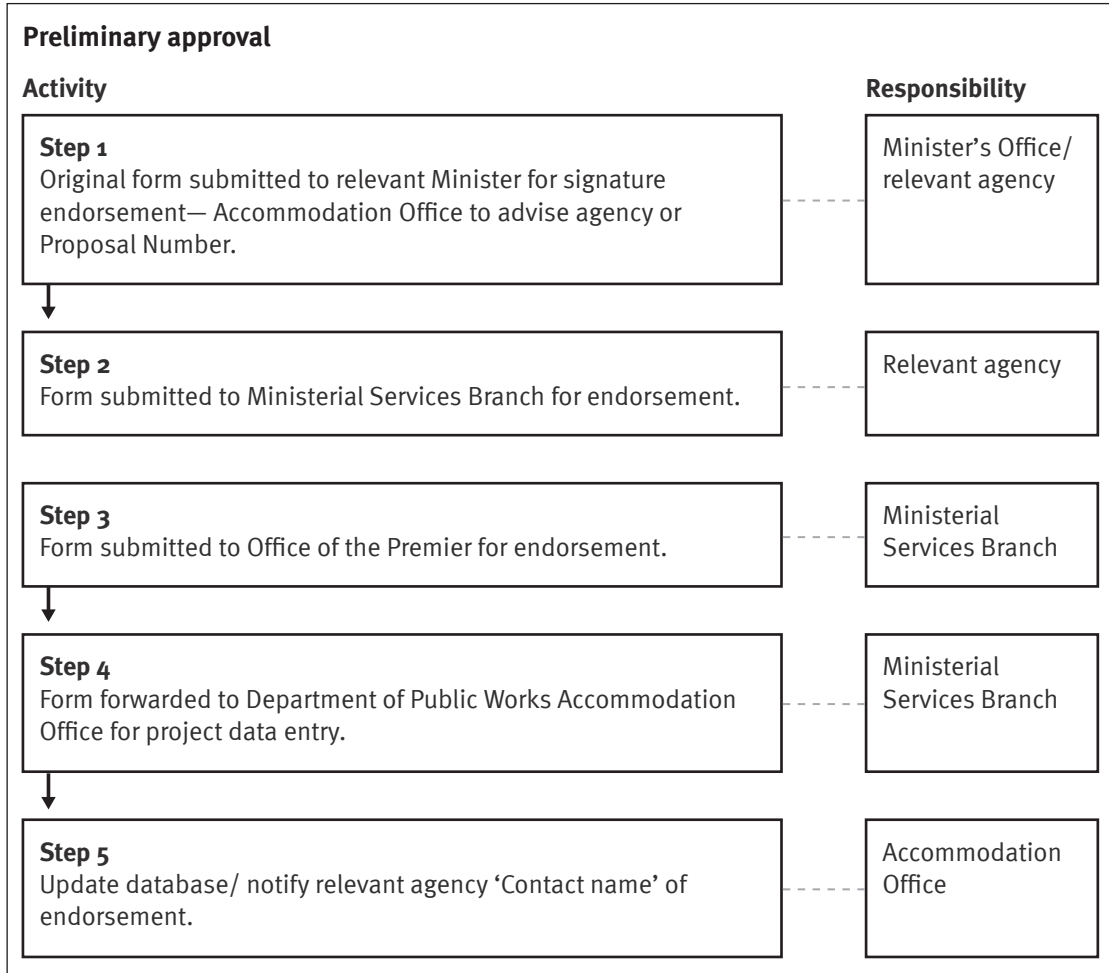 Preliminary approval
Activity
Responsibility
Step 1
Original form submitted to relevant Minister for signature
endorsement— Accommodation Office to advise agency or
Proposal Number.
Minister’s Office/
relevant agency
Step 2
Form submitted to Ministerial Services Branch for endorsement.
Relevant agency
Step 3
Form submitted to Office of the Premier for endorsement.
Ministerial
Services Branch
Step 4
Form forwarded to Department of Public Works Accommodation
Office for project data entry.
Ministerial
Services Branch
Step 5
Update database/ notify relevant agency ‘Contact name’ of
endorsement.
Accommodation
Office